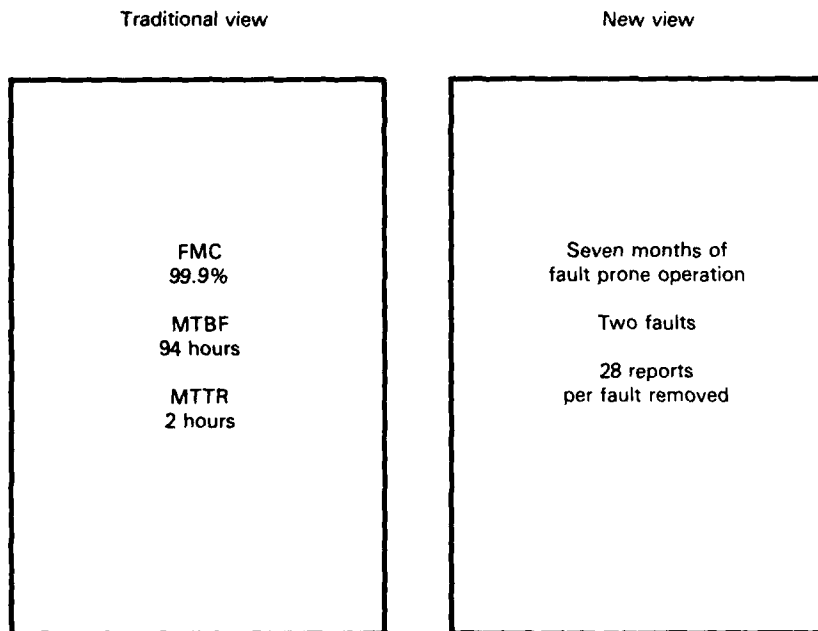 Traditional view
FMC
99.9%
MTBF
94 hours
MTTR
2 hours
New view
Seven months of
fault prone operation
Two faults
28 reports
per fault removed